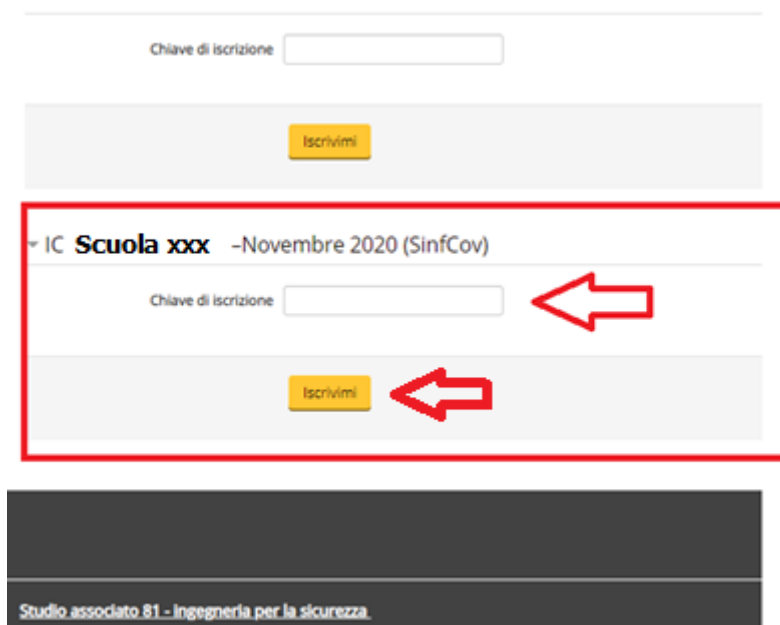 Chiave di iscrizione
Iscrivimi
IC Scuola xxx –Novembre 2020 (SinfCov)
Chiave di iscrizione
Iscrivimi
Studio associato 81 - ingegneria per la sicurezza